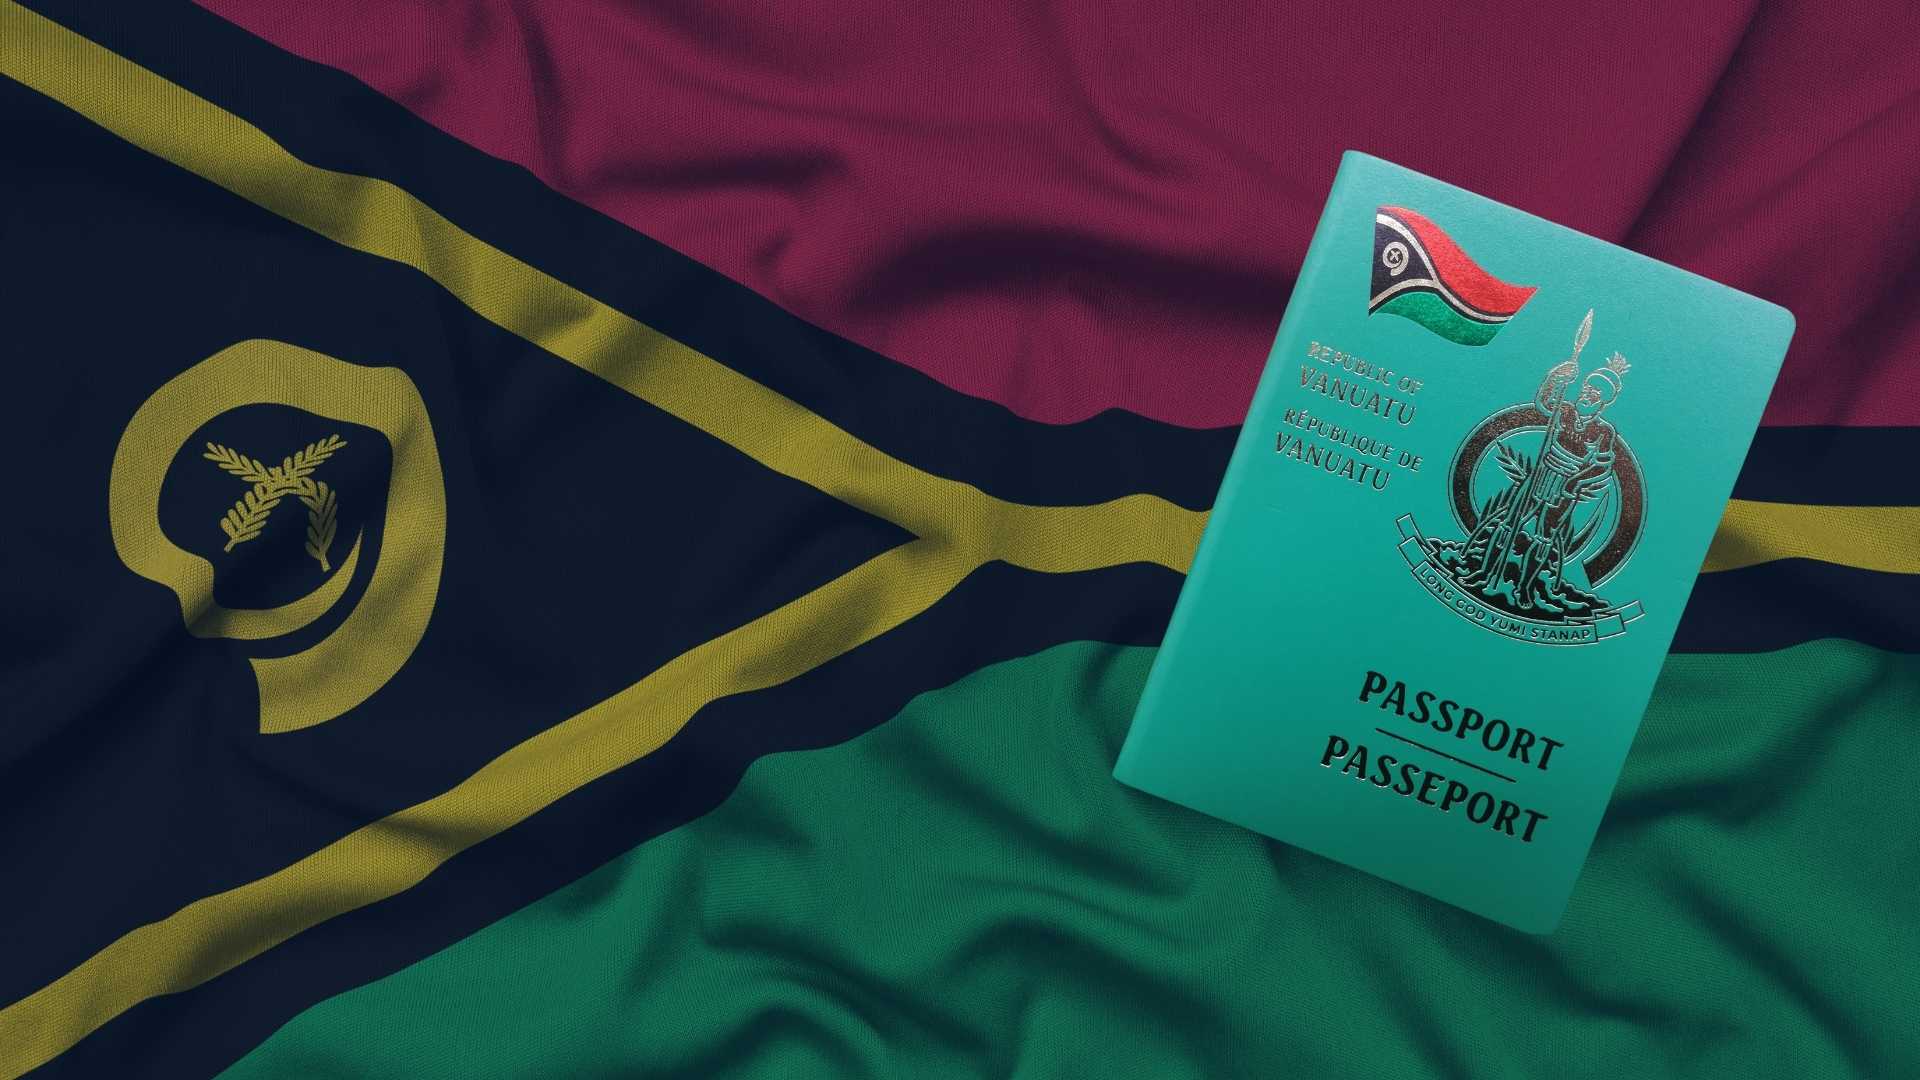 REPUBLIC OF
VANUATU
RÉPUBLIQUE DE
VANUATU
LONG GOD YUMI STANAP
PASSPORT
PASSEPORT